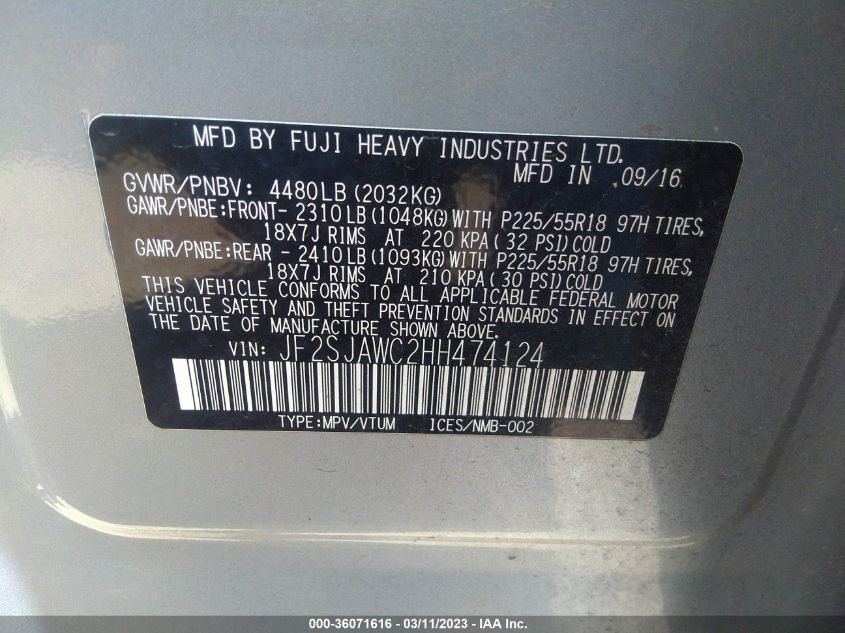 MFD BY FUJI HEAVY INDUSTRIES LTD.
MFD IN 09/16
GVWR/PNBV: 4480LB (2032KG)
GAWR/PNBE:FRONT- 2310LB (1048KG) WITH P225/55R18 97H TIRES,
18X7J RIMS AT 220 KPA ( 32 PSI) COLD
GAWR/PNBE:REAR - 2410LB (1093KG) WITH P225/55R18 97H TIRES,
18X7J RIMS AT 210 KPA ( 30 PSI) COLD
THIS VEHICLE CONFORMS TO ALL APPLICABLE FEDERAL MOTOR
VEHICLE SAFETY AND THEFT PREVENTION STANDARDS IN EFFECT ON
THE DATE OF MANUFACTURE SHOWN ABOVE.
VIN: JF2SJAWC2HH474124
TYPE:MPV/VTUM ICES/NMB-002
000-36071616 - 03/11/2023 - IAA Inc.